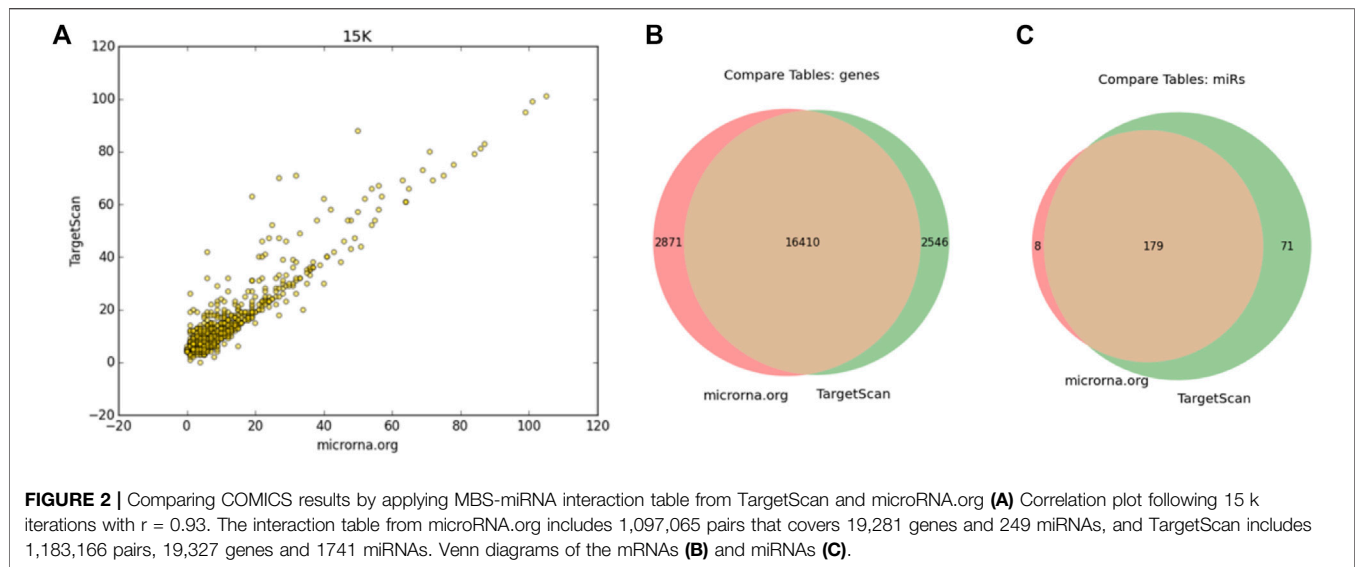 A
15K
120
100
80
60
40
20
0
−20
TargetScan
−20 0 20 40 60 80 100 120
microrna.org
B
Compare Tables: genes
2871 16410 2546
microrna.org TargetScan
C
Compare Tables: miRs
8 179 71
microrna.org
TargetScan
FIGURE 2 | Comparing COMICS results by applying MBS-miRNA interaction table from TargetScan and microRNA.org (A) Correlation plot following 15 k
iterations with r = 0.93. The interaction table from microRNA.org includes 1,097,065 pairs that covers 19,281 genes and 249 miRNAs, and TargetScan includes
1,183,166 pairs, 19,327 genes and 1741 miRNAs. Venn diagrams of the mRNAs (B) and miRNAs (C).